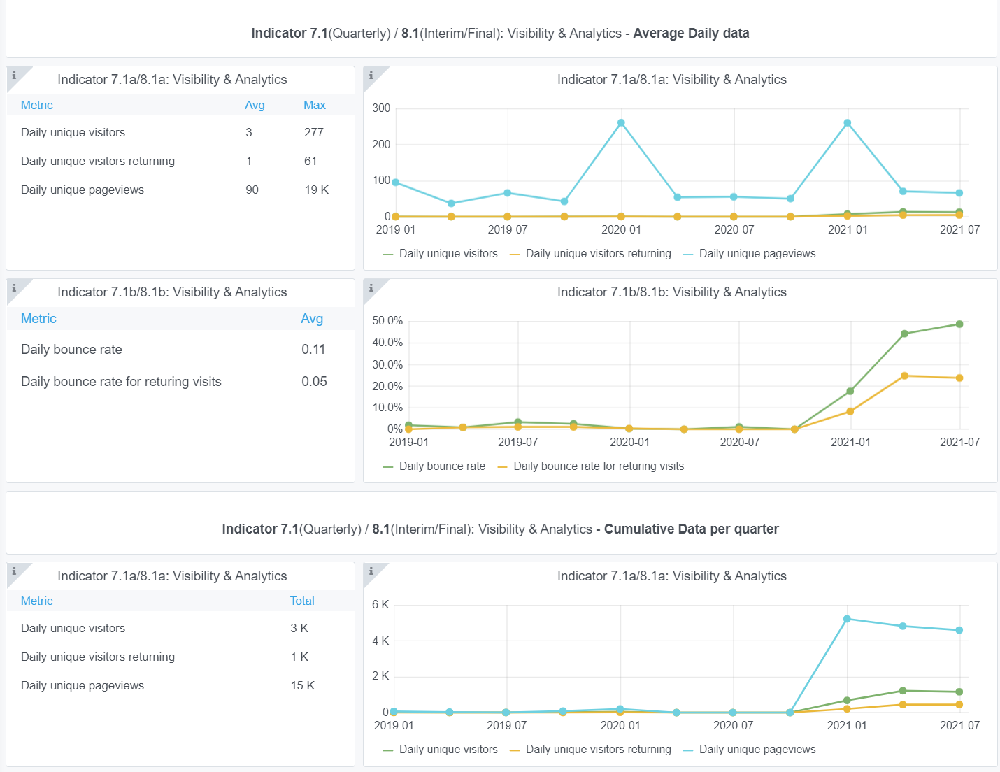 Indicator 7.1(Quarterly) / 8.1(Interim/Final): Visibility & Analytics - Average Daily data
i
Indicator 7.1a/8.1a: Visibility & Analytics
Metric Avg Max
Daily unique visitors 3 277
Daily unique visitors returning 1 61
Daily unique pageviews 90 19 K
i
Indicator 7.1a/8.1a: Visibility & Analytics
300
200
100
0
2019-01 2019-07 2020-01 2020-07 2021-01 2021-07
Daily unique visitors Daily unique visitors returning Daily unique pageviews
i
Indicator 7.1b/8.1b: Visibility & Analytics
Metric Avg
Daily bounce rate 0.11
Daily bounce rate for returing visits 0.05
i
Indicator 7.1b/8.1b: Visibility & Analytics
50.0%
40.0%
30.0%
20.0%
10.0%
0%
2019-01 2019-07 2020-01 2020-07 2021-01 2021-07
Daily bounce rate Daily bounce rate for returing visits
Indicator 7.1(Quarterly) / 8.1(Interim/Final): Visibility & Analytics - Cumulative Data per quarter
i
Indicator 7.1a/8.1a: Visibility & Analytics
Metric Total
Daily unique visitors 3 K
Daily unique visitors returning 1 K
Daily unique pageviews 15 K
i
Indicator 7.1a/8.1a: Visibility & Analytics
6 K
4 K
2 K
0
2019-01 2019-07 2020-01 2020-07 2021-01 2021-07
Daily unique visitors Daily unique visitors returning Daily unique pageviews